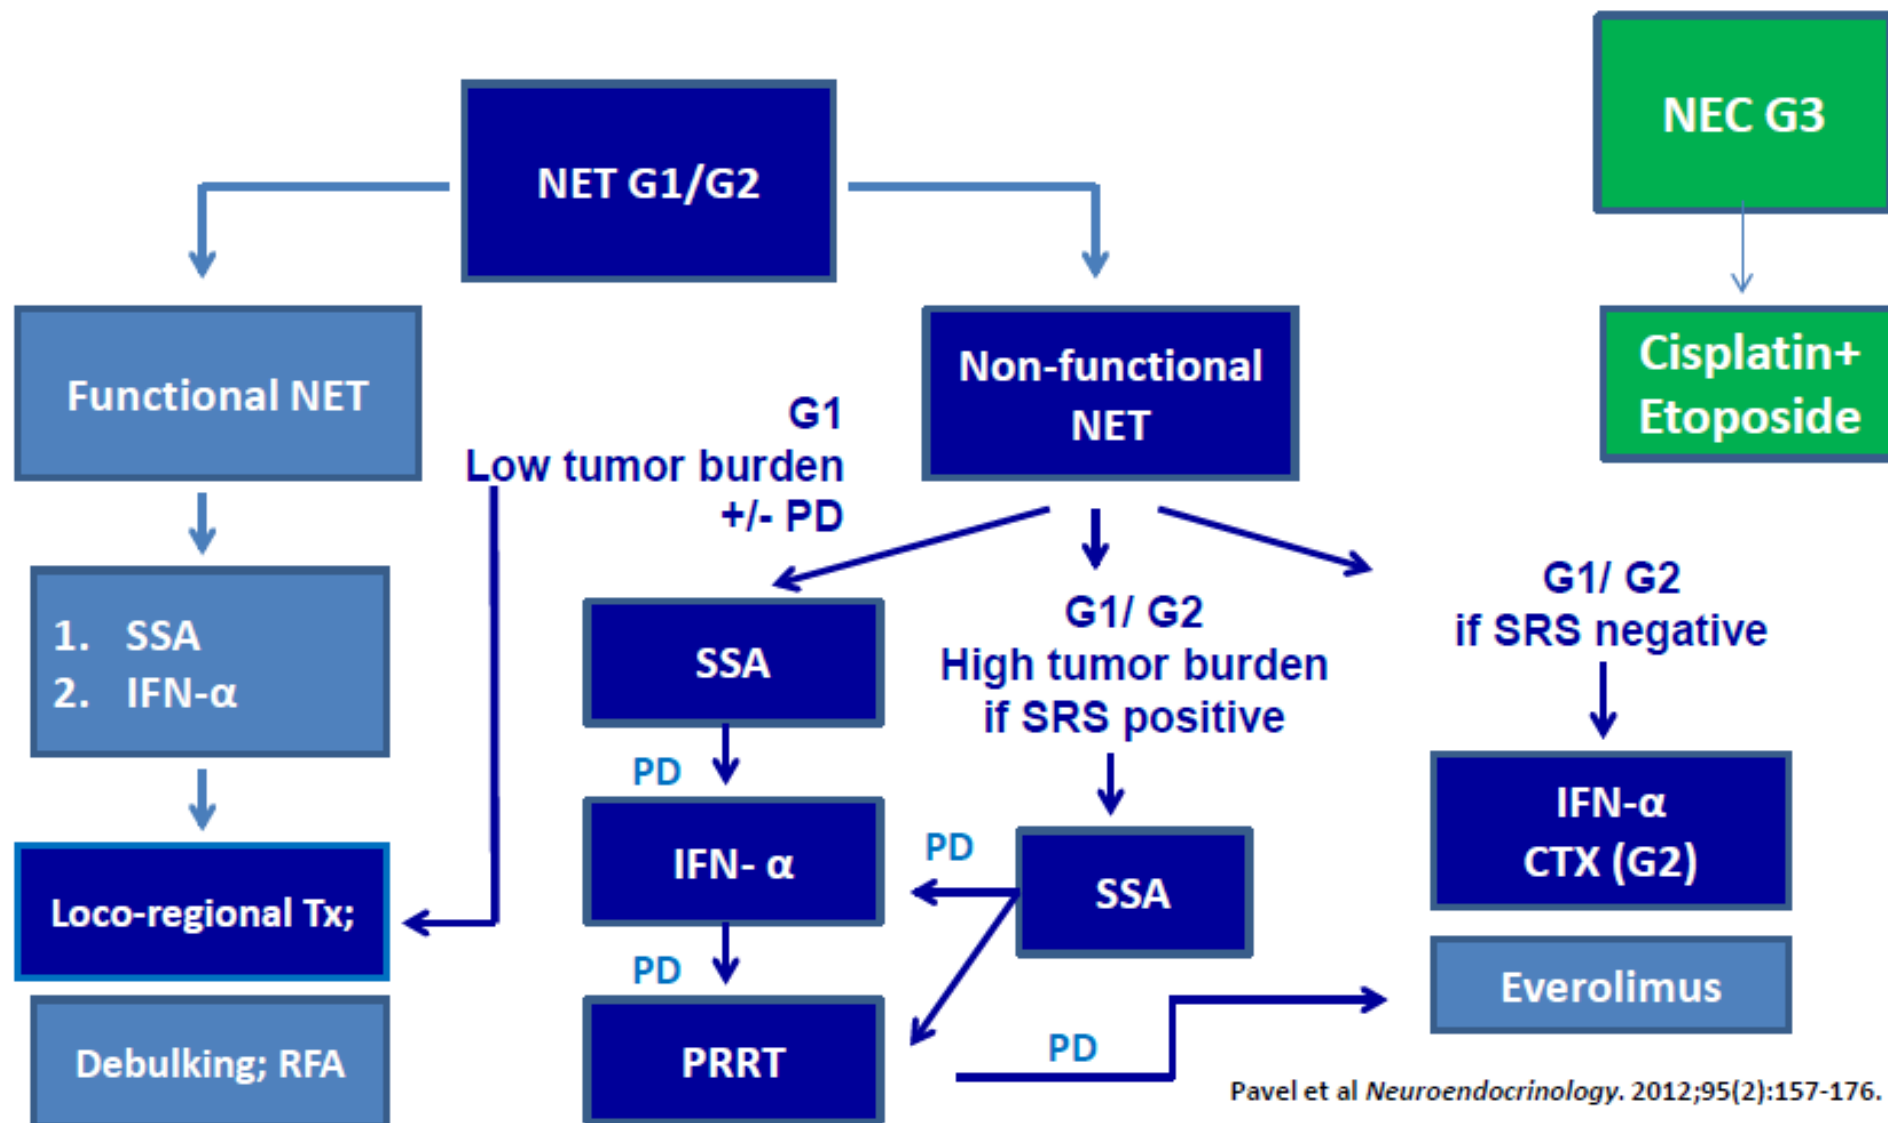 NET G1/G2
NEC G3
Functional NET
Non-functional
NET
Cisplatin+
Etoposide
G1
Low tumor burden
+/- PD
1. SSA
2. IFN-α
SSA
G1/ G2
High tumor burden
if SRS positive
G1/ G2
if SRS negative
PD
IFN- α
PD
SSA
IFN-α
CTX (G2)
Loco-regional Tx;
PD
Everolimus
Debulking; RFA
PRRT
PD
Pavel et al Neuroendocrinology. 2012;95(2):157-176.